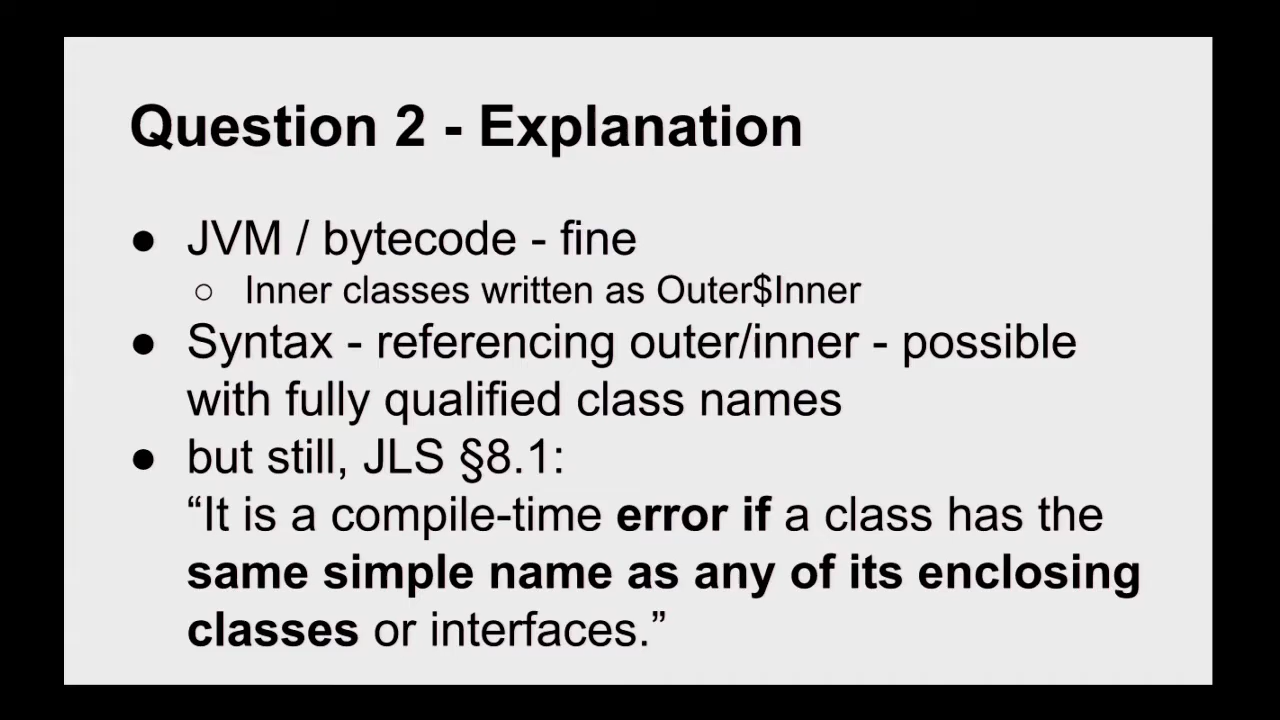 Question 2 - Explanation
● JVM / bytecode - fine
○ Inner classes written as Outer$Inner
● Syntax - referencing outer/inner - possible
with fully qualified class names
● but still, JLS §8.1:
“It is a compile-time error if a class has the
same simple name as any of its enclosing
classes or interfaces.”